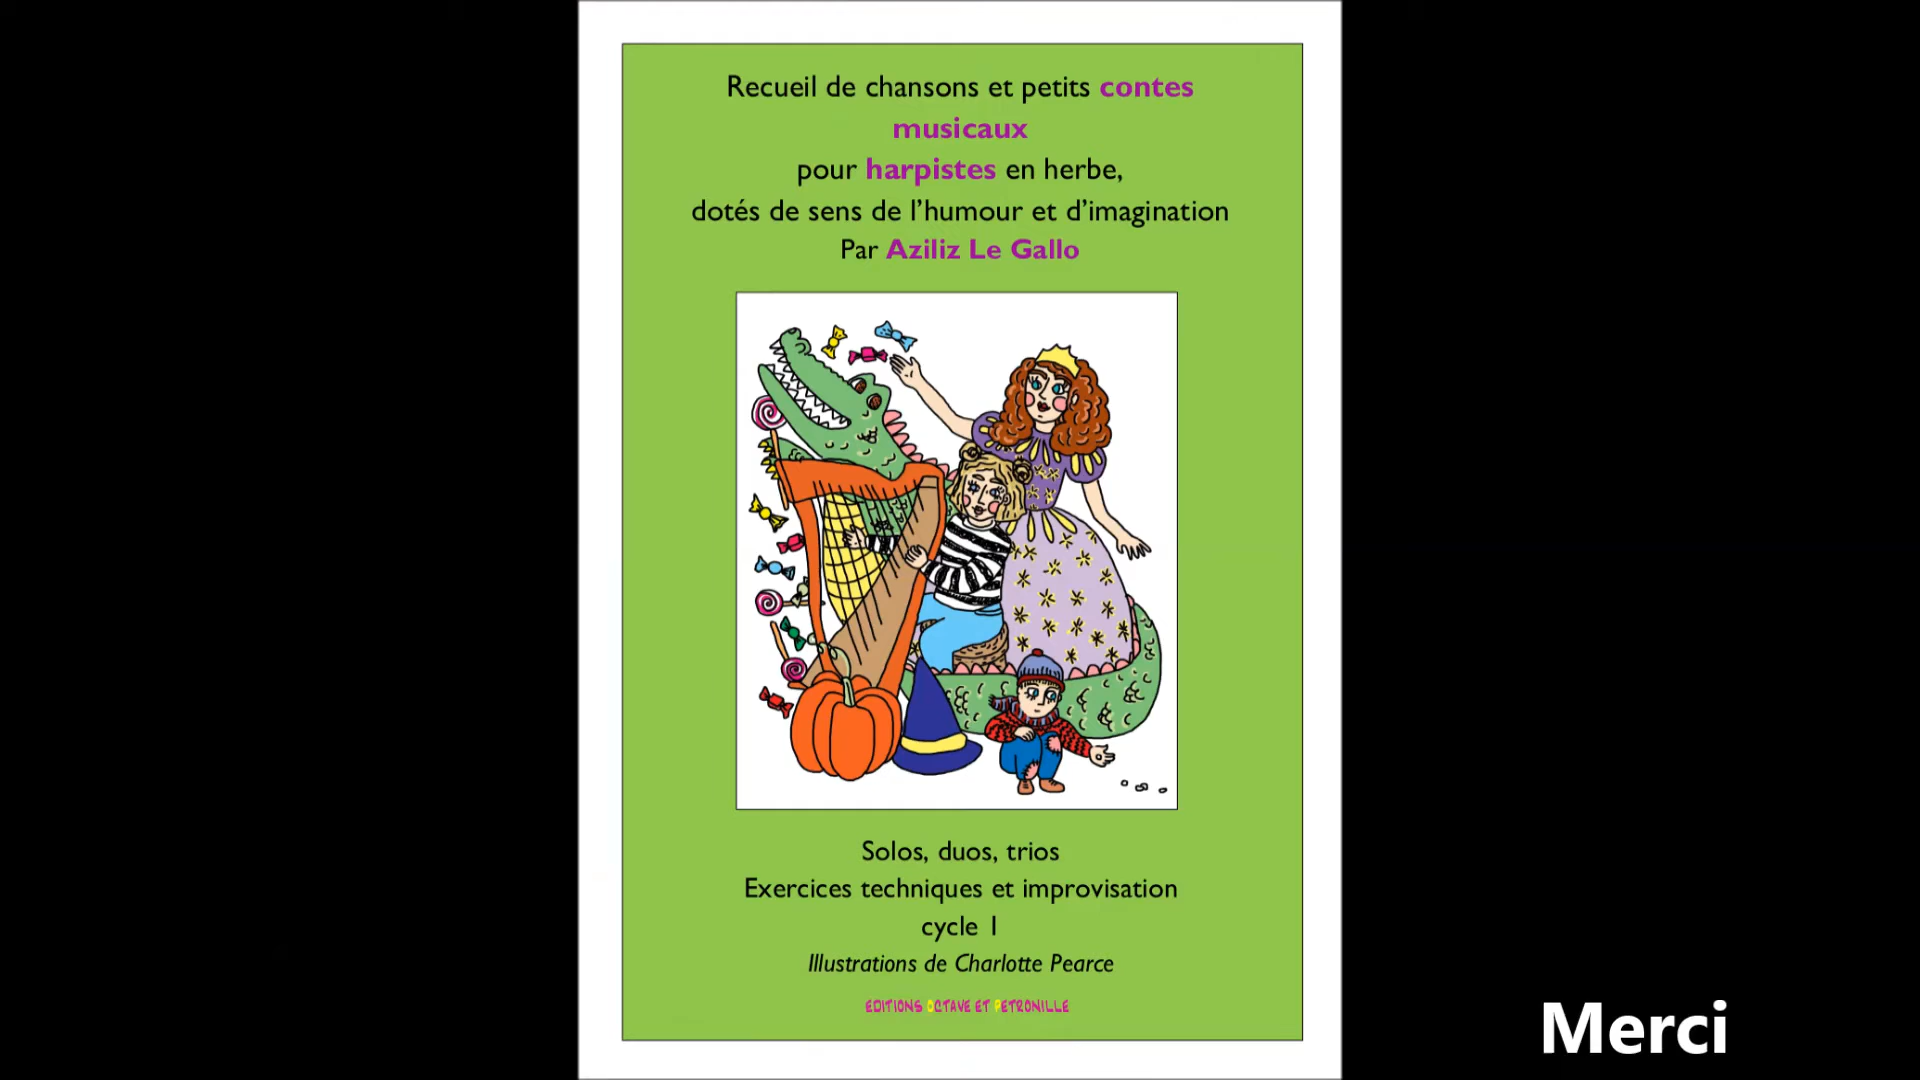 Recueil de chansons et petits contes
musicaux
pour harpistes en herbe,
dotés de sens de l’humour et d’imagination
Par Aziliz Le Gallo
Solos, duos, trios
Exercices techniques et improvisation
cycle 1
Illustrations de Charlotte Pearce
EDITIONS OCTAVE ET PETRONILLE
Merci